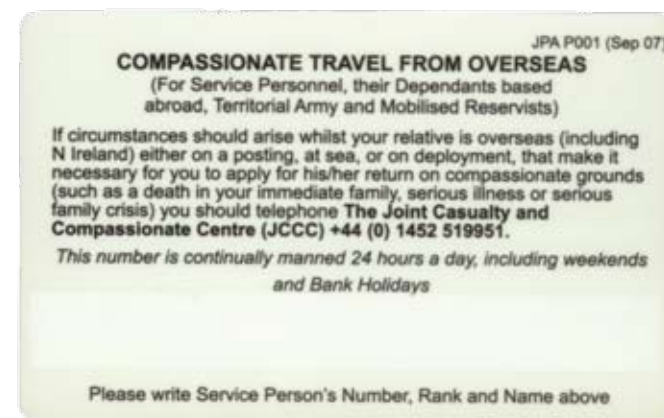 JPA P001 (Sep 07)
COMPASSIONATE TRAVEL FROM OVERSEAS
(For Service Personnel, their Dependants based
abroad, Territorial Army and Mobilised Reservists)
If circumstances should arise whilst your relative is overseas (including
N Ireland) either on a posting, at sea, or on deployment, that make it
necessary for you to apply for his/her return on compassionate grounds
(such as a death in your immediate family, serious illness or serious
family crisis) you should telephone The Joint Casualty and
Compassionate Centre (JCCC) +44 (0) 1452 519951.
This number is continually manned 24 hours a day, including weekends
and Bank Holidays
Please write Service Person's Number, Rank and Name above